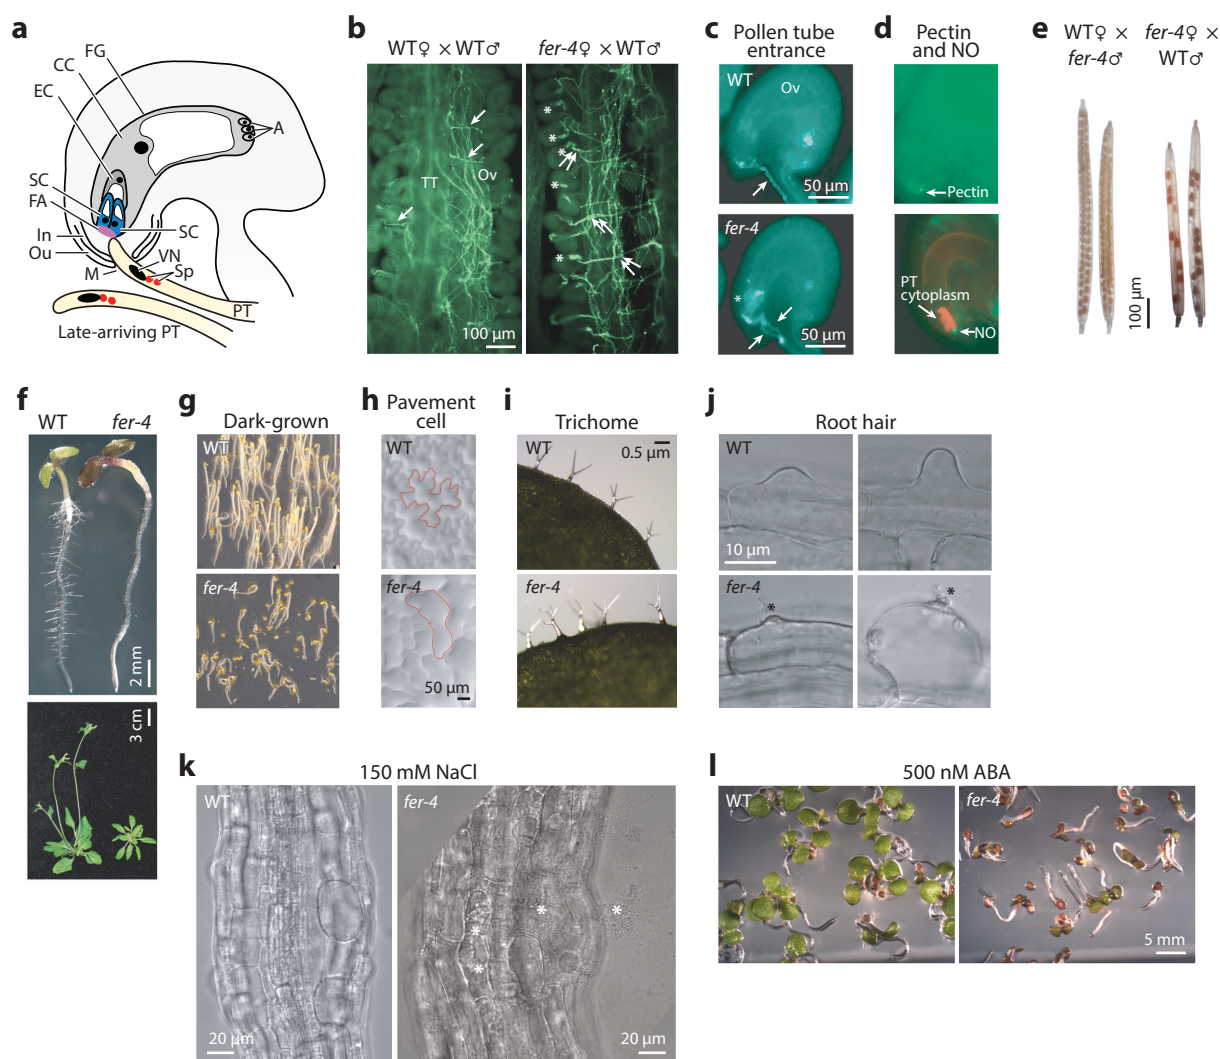 a
FG
CC
EC
A
SC
FA
SC
In
Ou
M
VN
Sp
PT
Late-arriving PT
b
WT♀ × WT♂
fer-4♀ × WT♂
TT
Ov
*
*
*
*
*
100 µm
c
Pollen tube
entrance
WT
Ov
50 µm
fer-4
*
50 µm
d
Pectin
and NO
Pectin
PT
cytoplasm
NO
e
WT♀ ×
fer-4♂
fer-4♀ ×
WT♂
100 µm
f
WT
fer-4
2 mm
3 cm
g
Dark-grown
WT
fer-4
h
Pavement
cell
WT
fer-4
50 µm
i
Trichome
WT
0.5 µm
fer-4
j
Root hair
WT
10 µm
fer-4
*
*
k
150 mM NaCl
WT
20 µm
fer-4
*
*
*
*
20 µm
l
500 nM ABA
WT
fer-4
5 mm